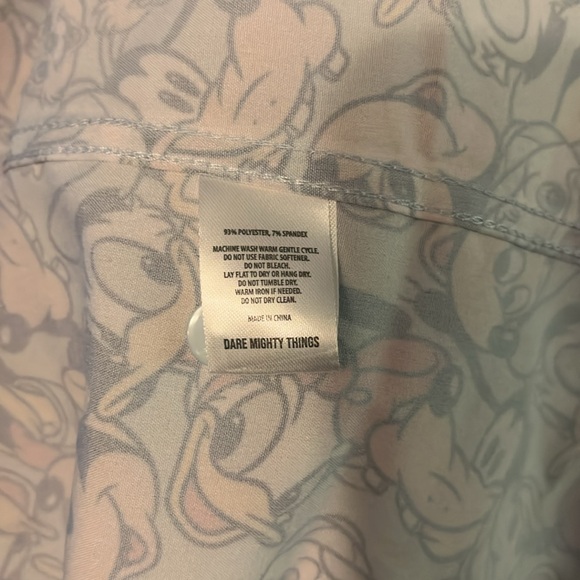 93% POLYESTER, 7% SPANDEX
MACHINE WASH WARM GENTLE CYCLE.
DO NOT USE FABRIC SOFTENER.
DO NOT BLEACH.
LAY FLAT TO DRY OR HANG DRY.
DO NOT TUMBLE DRY.
WARM IRON IF NEEDED.
DO NOT DRY CLEAN.
MADE IN CHINA
DARE MIGHTY THINGS